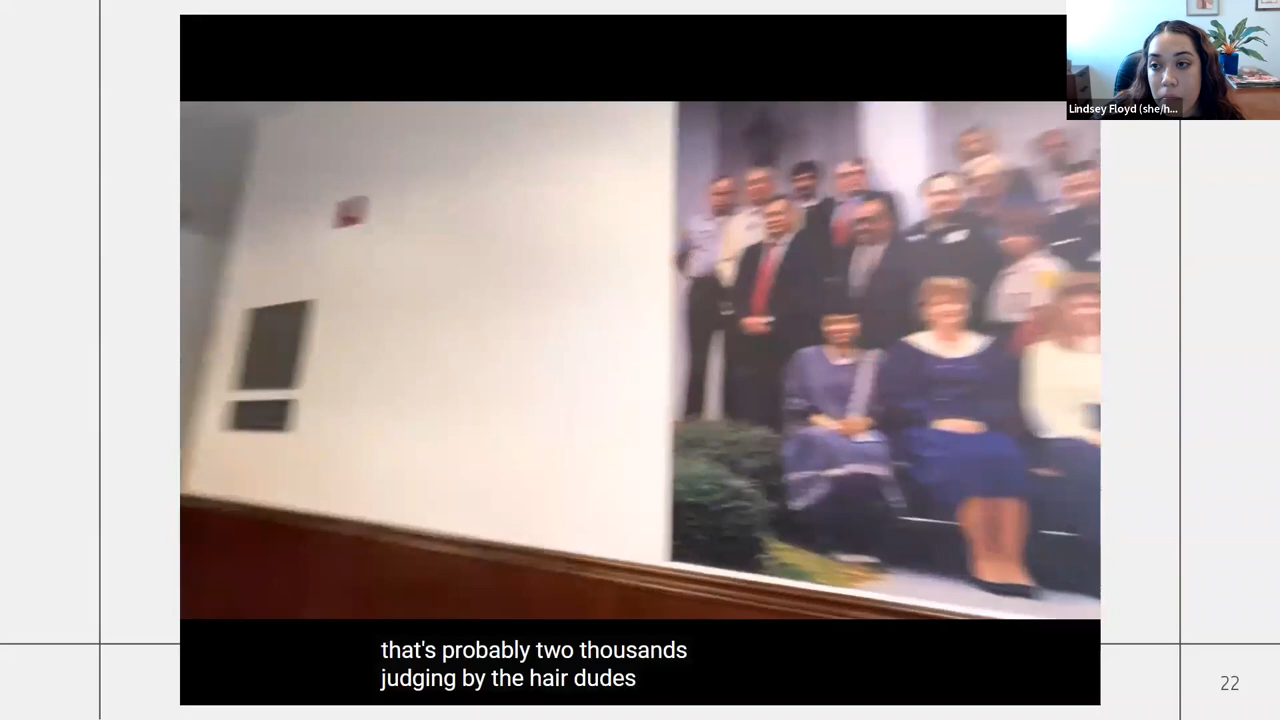 Lindsey Floyd (she/h...
that's probably two thousands
judging by the hair dudes
22